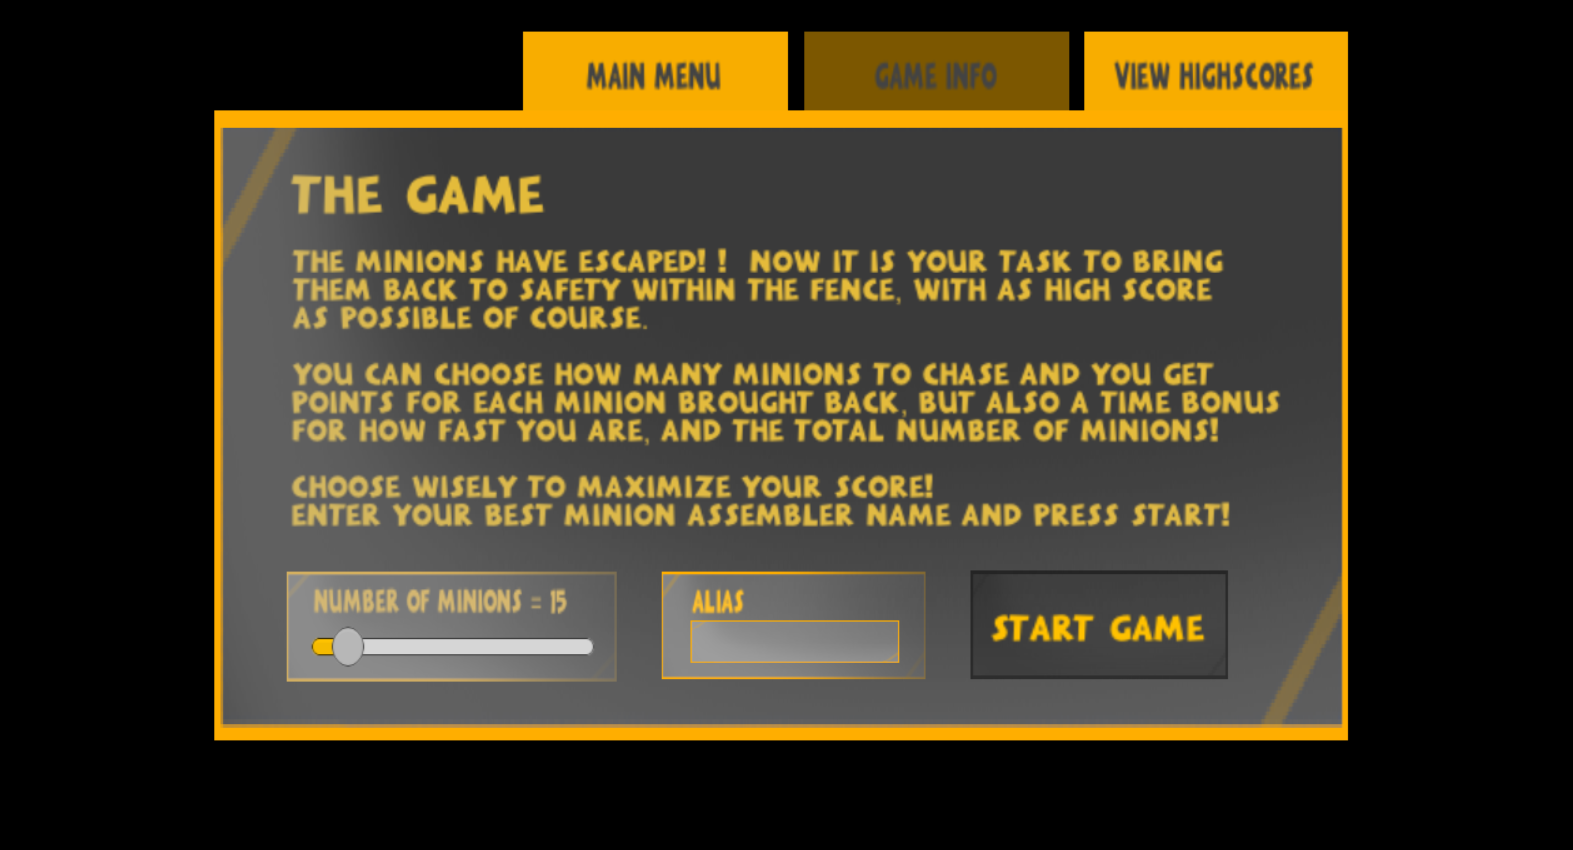 MAIN MENU
GAME INFO
VIEW HIGHSCORES
THE GAME
THE MINIONS HAVE ESCAPED! ! NOW IT IS YOUR TASK TO BRING
THEM BACK TO SAFETY WITHIN THE FENCE, WITH AS HIGH SCORE
AS POSSIBLE OF COURSE.
YOU CAN CHOOSE HOW MANY MINIONS TO CHASE AND YOU GET
POINTS FOR EACH MINION BROUGHT BACK, BUT ALSO A TIME BONUS
FOR HOW FAST YOU ARE, AND THE TOTAL NUMBER OF MINIONS!
CHOOSE WISELY TO MAXIMIZE YOUR SCORE!
ENTER YOUR BEST MINION ASSEMBLER NAME AND PRESS START!
NUMBER OF MINIONS = 15
ALIAS
START GAME